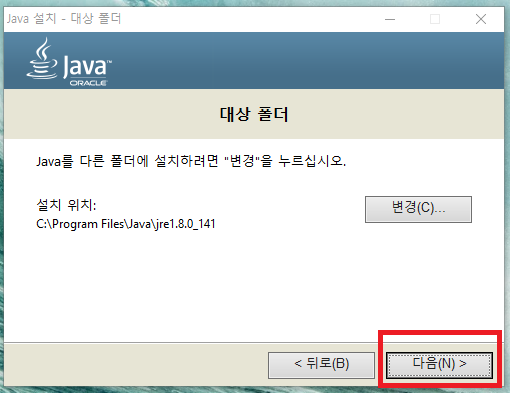 Java 설치 - 대상 폴더
Java™
ORACLE
대상 폴더
Java를 다른 폴더에 설치하려면 "변경"을 누르십시오.
설치 위치:
변경(C)...
C:\Program Files\Java\jre1.8.0_141
< 뒤로(B)
다음(N) >